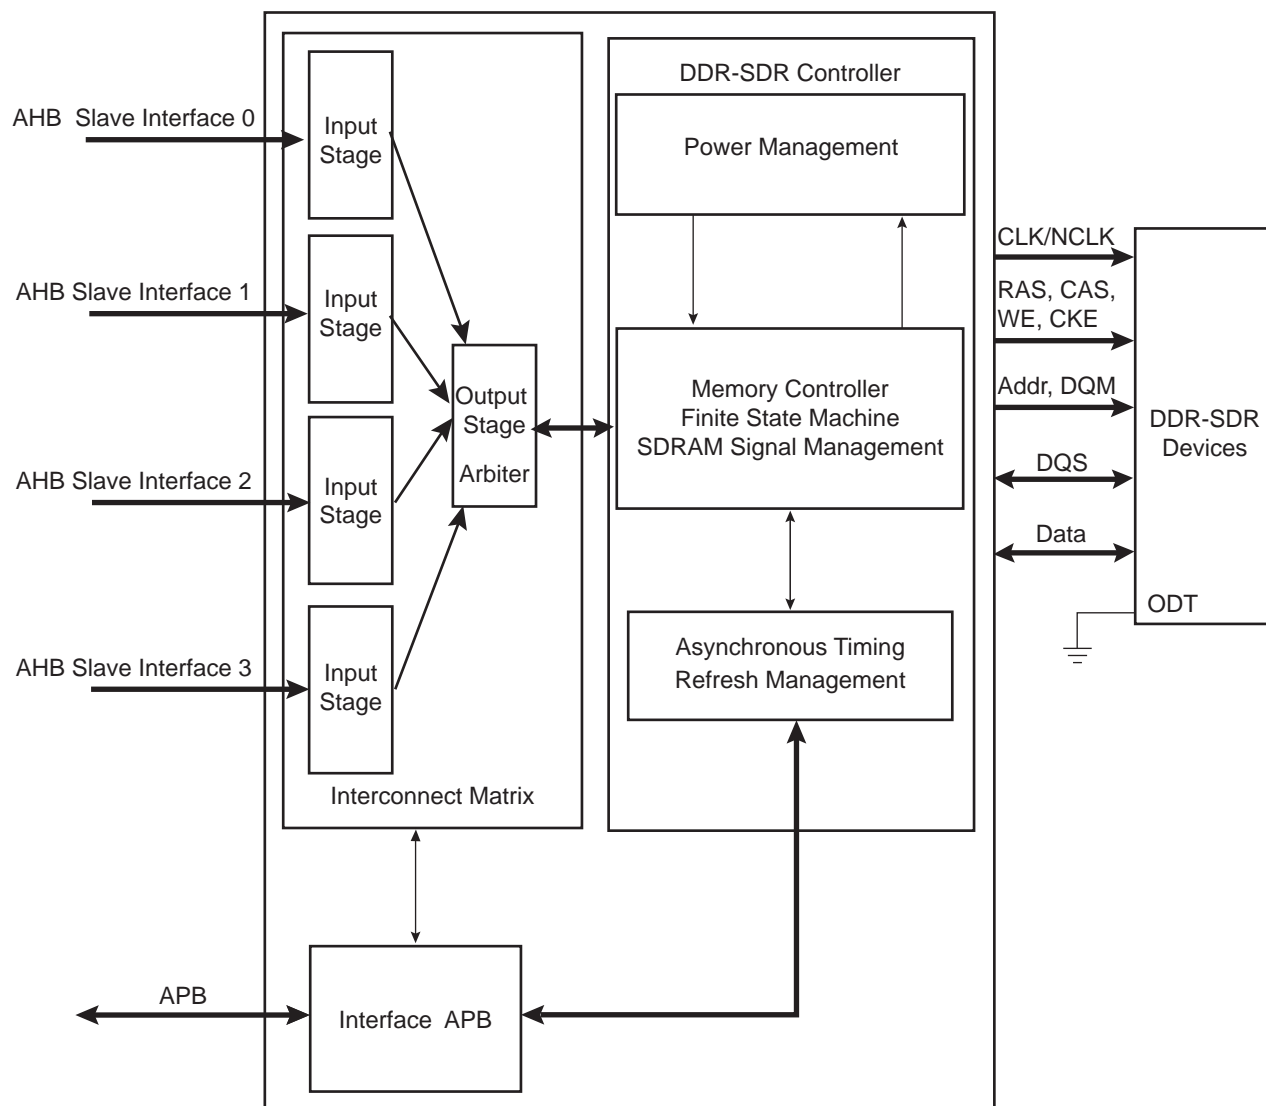 AHB Slave Interface 0
AHB Slave Interface 1
AHB Slave Interface 2
AHB Slave Interface 3
Input
Stage
Input
Stage
Input
Stage
Input
Stage
Output
Stage
Arbiter
Interconnect Matrix
DDR-SDR Controller
Power Management
Memory Controller
Finite State Machine
SDRAM Signal Management
Asynchronous Timing
Refresh Management
CLK/NCLK
RAS, CAS,
WE, CKE
Addr, DQM
DQS
Data
DDR-SDR
Devices
ODT
APB
Interface APB